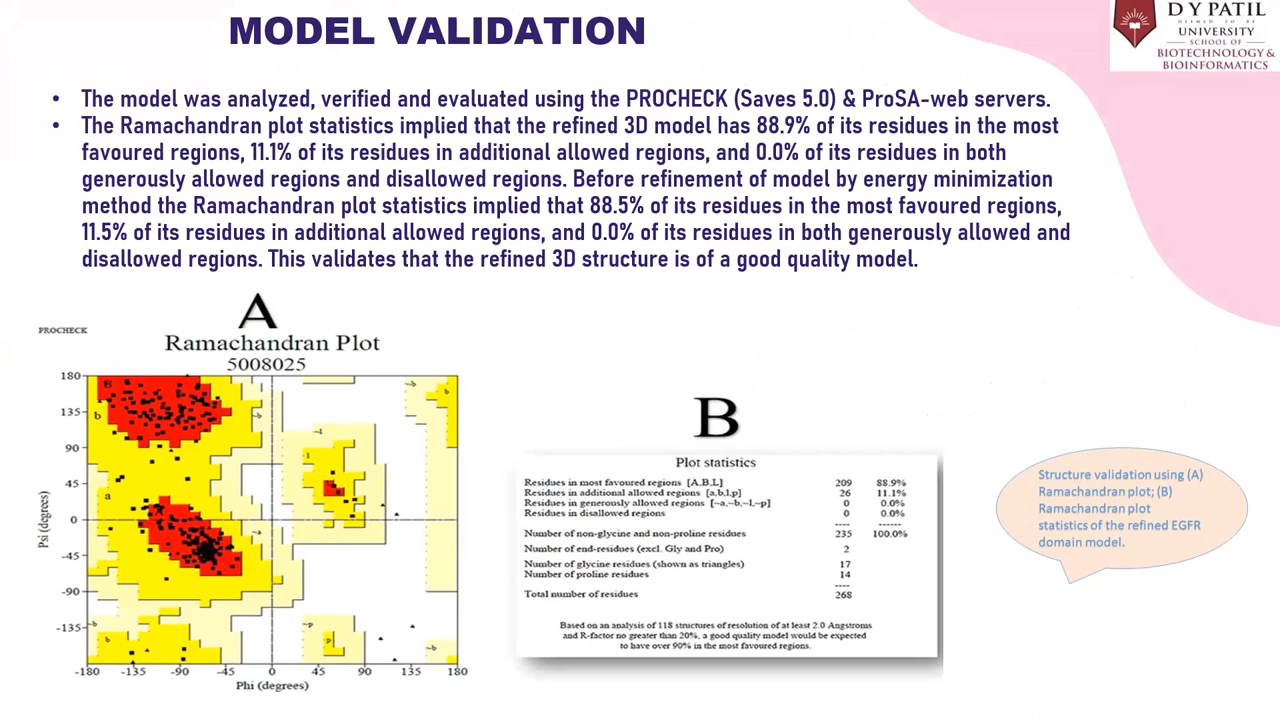 MODEL VALIDATION
D Y PATIL
DEEMED TO BE
UNIVERSITY
SCHOOL OF
BIOTECHNOLOGY &
BIOINFORMATICS
• The model was analyzed, verified and evaluated using the PROCHECK (Saves 5.0) & ProSA-web servers.
• The Ramachandran plot statistics implied that the refined 3D model has 88.9% of its residues in the most
favoured regions, 11.1% of its residues in additional allowed regions, and 0.0% of its residues in both
generously allowed regions and disallowed regions. Before refinement of model by energy minimization
method the Ramachandran plot statistics implied that 88.5% of its residues in the most favoured regions,
11.5% of its residues in additional allowed regions, and 0.0% of its residues in both generously allowed and
disallowed regions. This validates that the refined 3D structure is of a good quality model.
A
PROCHECK
Ramachandran Plot
5008025
180
135
90
45
0
-45
-90
-135
Psi (degrees)
B
b
a
l
~l
~b
b
~b
~b
b
b
~p
p
~b
-180 -135 -90 -45 0 45 90 135 180
Phi (degrees)
B
Plot statistics
Residues in most favoured regions [A,B,L] 209 88.9%
Residues in additional allowed regions [a,b,l,p] 26 11.1%
Residues in generously allowed regions [~a,~b,~l,~p] 0 0.0%
Residues in disallowed regions 0 0.0%
---- ------
Number of non-glycine and non-proline residues 235 100.0%
Number of end-residues (excl. Gly and Pro) 2
Number of glycine residues (shown as triangles) 17
Number of proline residues 14
----
Total number of residues 268
Based on an analysis of 118 structures of resolution of at least 2.0 Angstroms
and R-factor no greater than 20%, a good quality model would be expected
to have over 90% in the most favoured regions.
Structure validation using (A)
Ramachandran plot; (B)
Ramachandran plot
statistics of the refined EGFR
domain model.